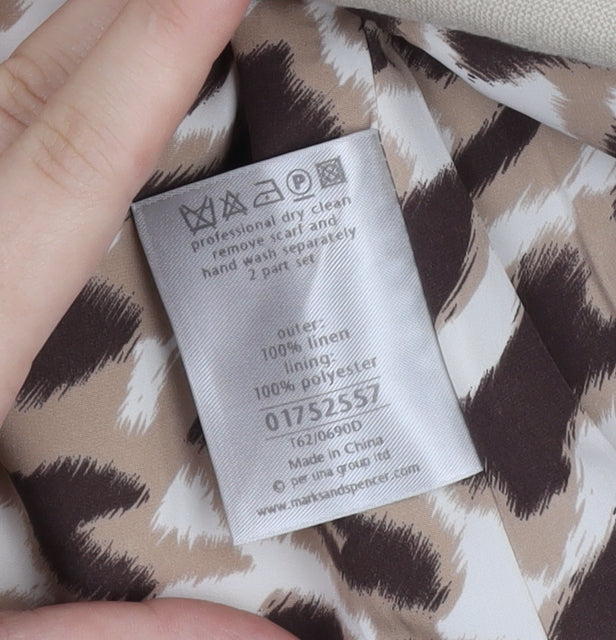 P
professional dry clean
remove scarf and
hand wash separately
2 part set
outer:
100% linen
lining:
100% polyester
01752557
T62/0690D
Made in China
© per una group ltd
www.marksandspencer.com